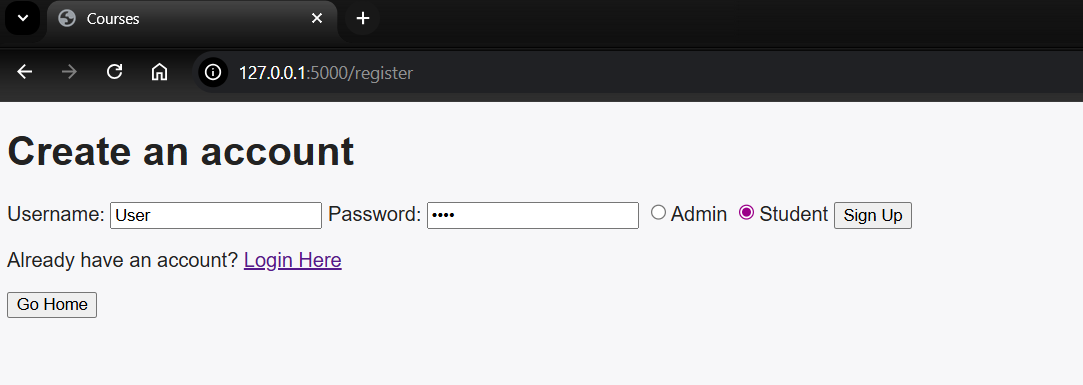 Courses
127.0.0.1:5000/register
Create an account
Username: User Password: •••• Admin Student Sign Up
Already have an account? Login Here
Go Home